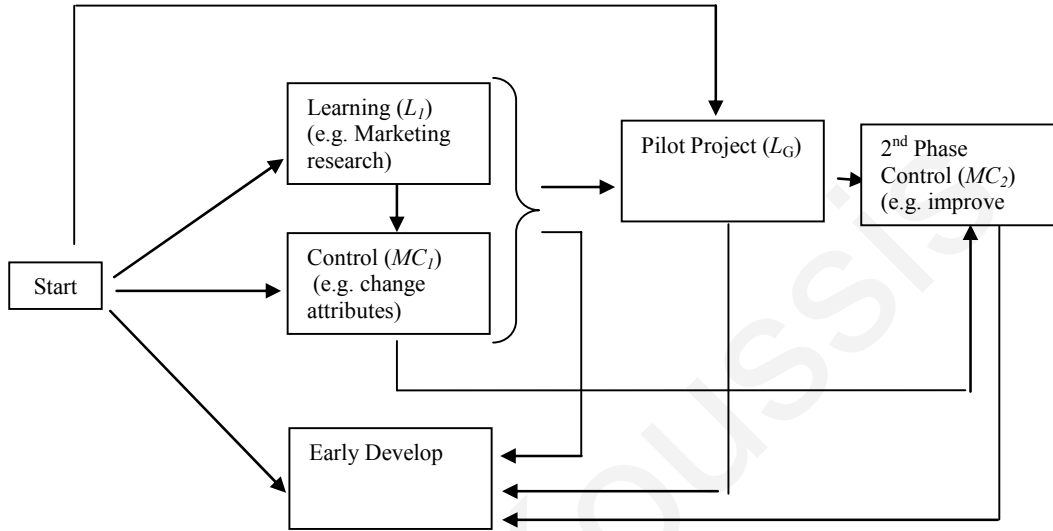 Learning (L1)
(e.g. Marketing
research)
Pilot Project (LG)
2nd Phase
Control (MC2)
(e.g. improve
Control (MC1)
(e.g. change
attributes)
Start
Early Develop